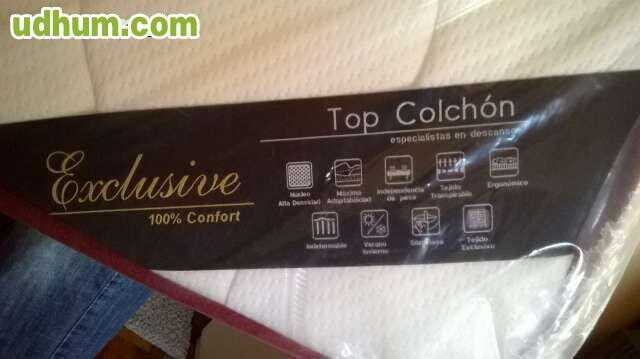 udhum.com
Top Colchón
especialistas en descanso
Exclusive
100% Confort
Núcleo
Alta Densidad
Máxima
Adaptabilidad
Independencia
de peso
Tejido
Transpirable
Ergonómico
Indeformable
Verano
Invierno
Tejido
Exclusivo